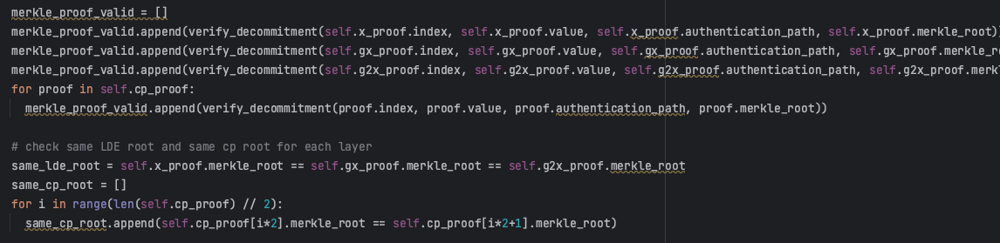 merkle_proof_valid = []
merkle_proof_valid.append(verify_decommitment(self.x_proof.index, self.x_proof.value, self.x_proof.authentication_path, self.x_proof.merkle_root))
merkle_proof_valid.append(verify_decommitment(self.gx_proof.index, self.gx_proof.value, self.gx_proof.authentication_path, self.gx_proof.merkle_ro
merkle_proof_valid.append(verify_decommitment(self.g2x_proof.index, self.g2x_proof.value, self.g2x_proof.authentication_path, self.g2x_proof.merkl
for proof in self.cp_proof:
merkle_proof_valid.append(verify_decommitment(proof.index, proof.value, proof.authentication_path, proof.merkle_root))
# check same LDE root and same cp root for each layer
same_lde_root = self.x_proof.merkle_root == self.gx_proof.merkle_root == self.g2x_proof.merkle_root
same_cp_root = []
for i in range(len(self.cp_proof) // 2):
same_cp_root.append(self.cp_proof[i*2].merkle_root == self.cp_proof[i*2+1].merkle_root)